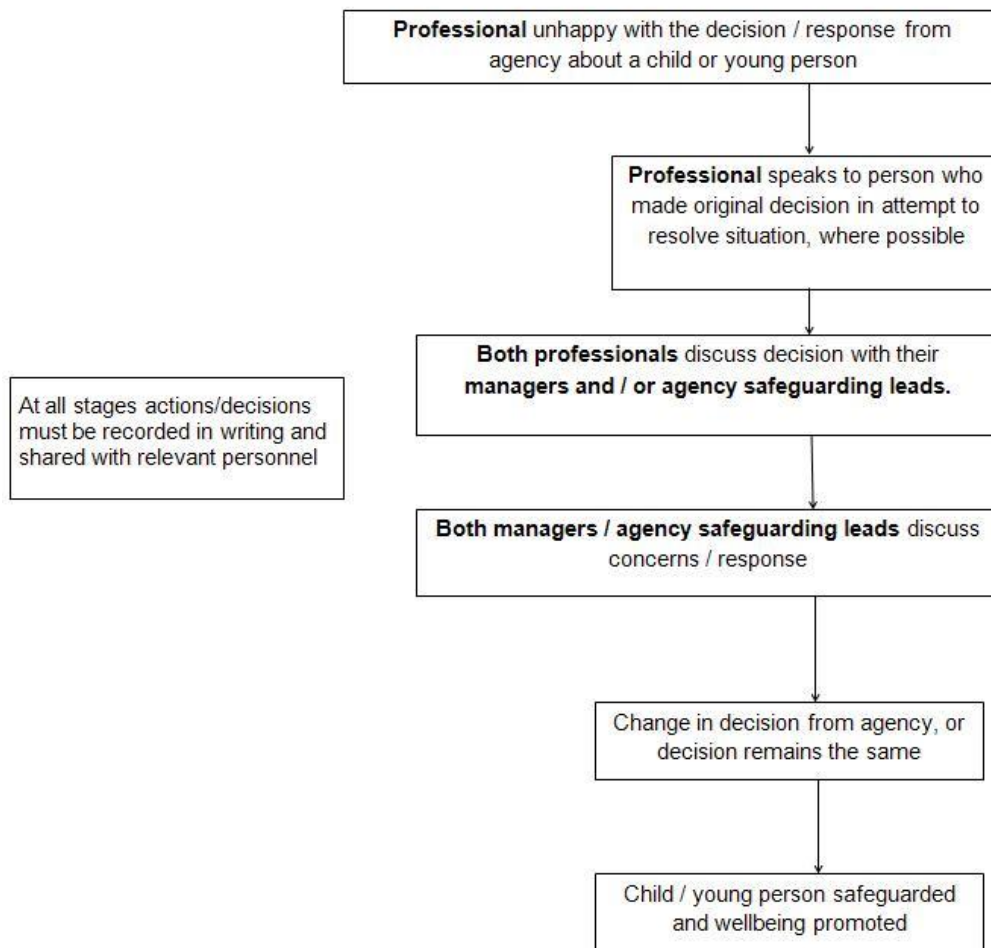 Professional unhappy with the decision / response from
agency about a child or young person
Professional speaks to person who
made original decision in attempt to
resolve situation, where possible
Both professionals discuss decision with their
managers and / or agency safeguarding leads.
At all stages actions/decisions
must be recorded in writing and
shared with relevant personnel
Both managers / agency safeguarding leads discuss
concerns / response
Change in decision from agency, or
decision remains the same
Child / young person safeguarded
and wellbeing promoted